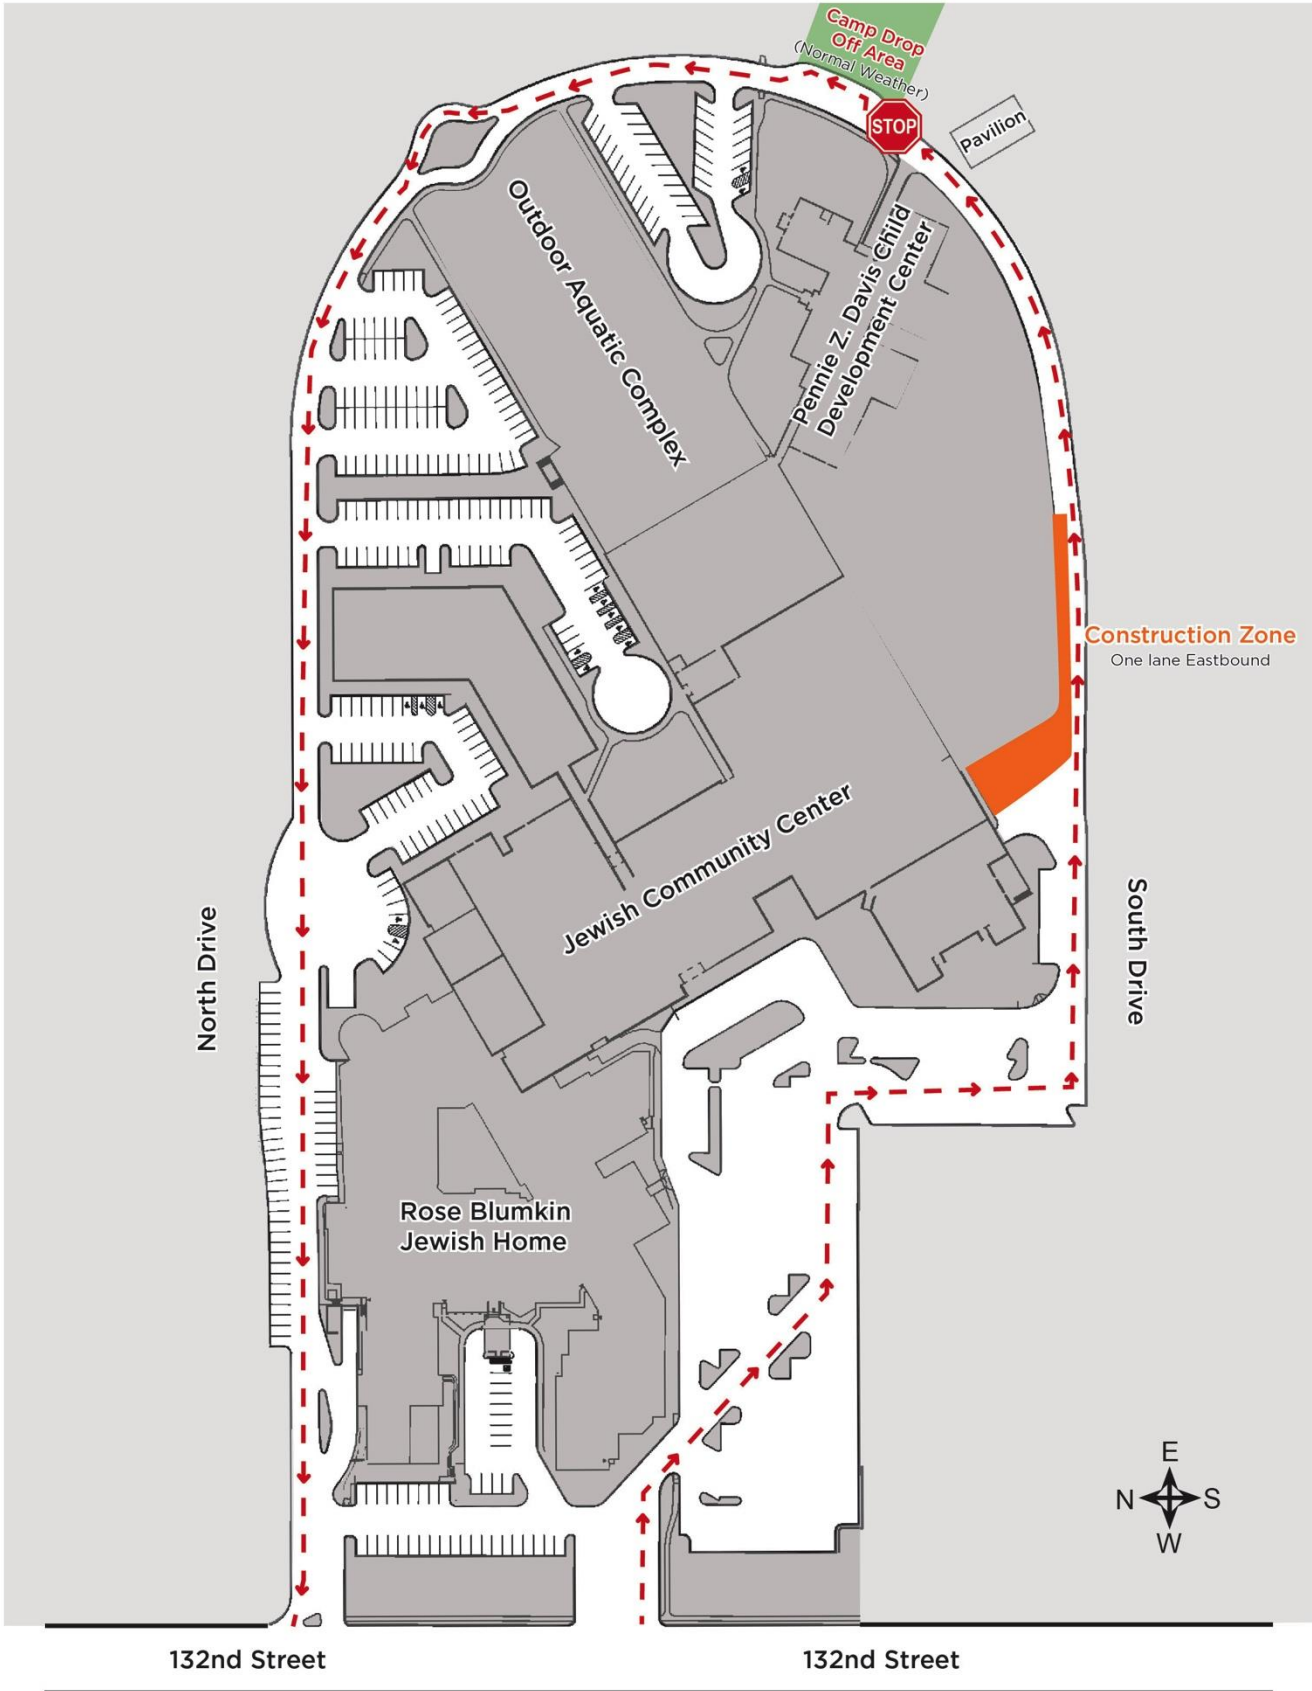 Camp Drop
Off Area
(Normal Weather)
STOP
Pavilion
Outdoor Aquatic Complex
Pennie Z. Davis Child
Development Center
Construction Zone
One lane Eastbound
Jewish Community Center
North Drive
South Drive
Rose Blumkin
Jewish Home
E
N
S
W
132nd Street
132nd Street